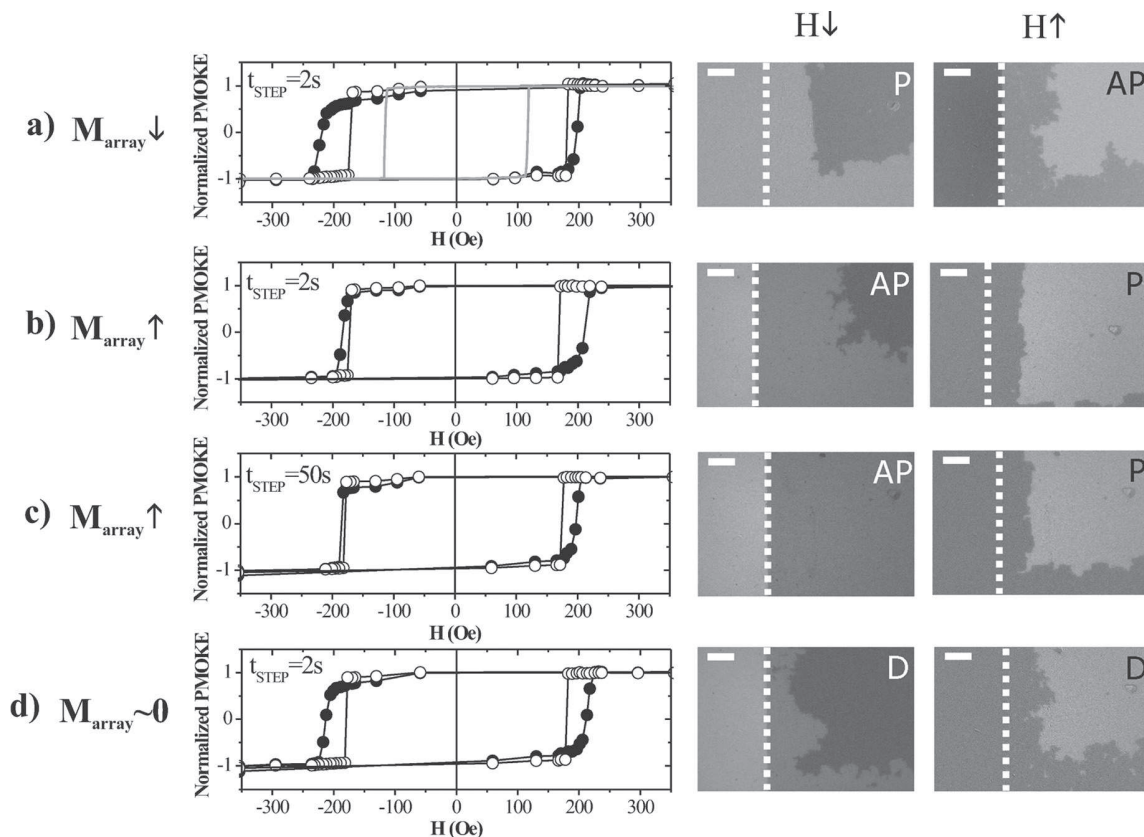 H↓ H↑
a) M_array↓
Normalized PMOKE
t_STEP=2s
1
0
-1
-300 -200 -100 0 100 200 300
H (Oe)
P
AP
b) M_array↑
Normalized PMOKE
t_STEP=2s
1
0
-1
-300 -200 -100 0 100 200 300
H (Oe)
AP
P
c) M_array↑
Normalized PMOKE
t_STEP=50s
1
0
-1
-300 -200 -100 0 100 200 300
H (Oe)
AP
P
d) M_array~0
Normalized PMOKE
t_STEP=2s
1
0
-1
-300 -200 -100 0 100 200 300
H (Oe)
D
D